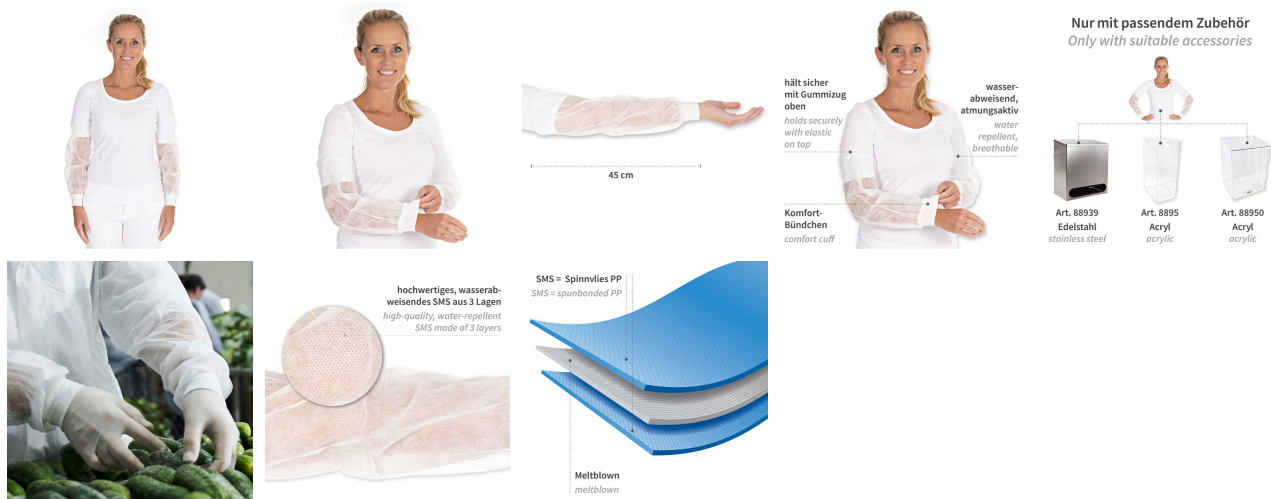 45 cm
hält sicher
mit Gummizug
oben
holds securely
with elastic
on top
wasser-
abweisend,
atmungsaktiv
water
repellent,
breathable
Komfort-
Bündchen
comfort cuff
Nur mit passendem Zubehör
Only with suitable accessories
Art. 88939
Edelstahl
stainless steel
Art. 8895
Acryl
acrylic
Art. 88950
Acryl
acrylic
hochwertiges, wasserab-
weisendes SMS aus 3 Lagen
high-quality, water-repellent
SMS made of 3 layers
SMS = Spinnvlies PP
SMS = spunbonded PP
Meltblown
meltblown